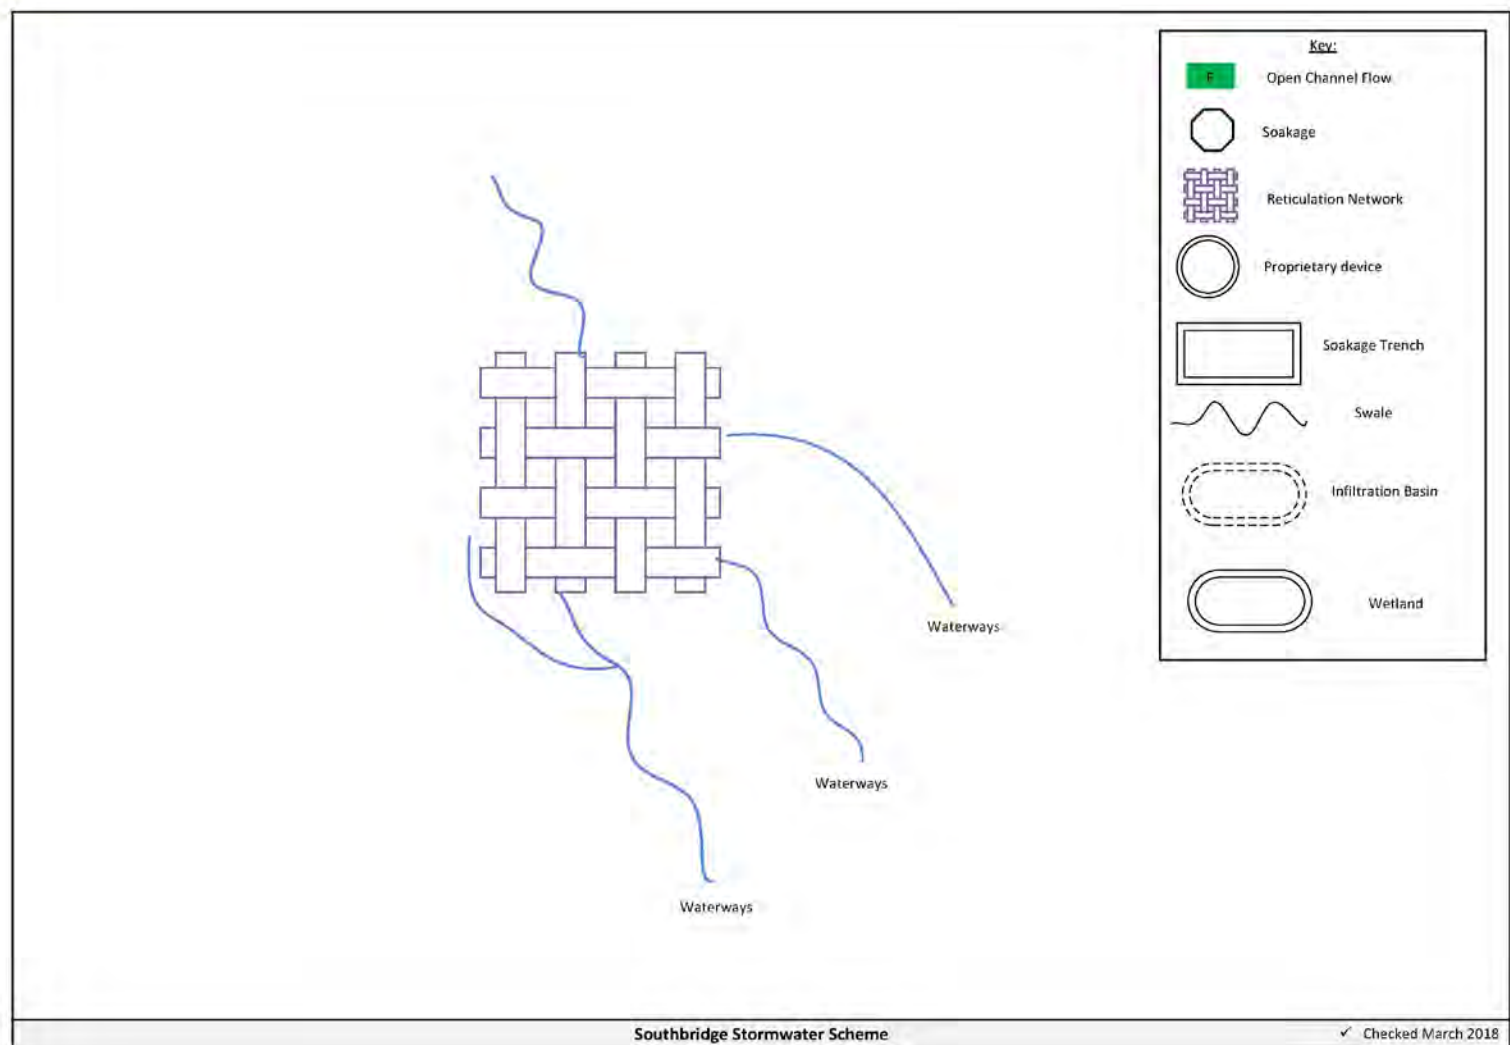 Key:
Open Channel Flow
Soakage
Reticulation Network
Proprietary device
Soakage Trench
Swale
Infiltration Basin
Wetland
Waterways
Waterways
Waterways
Southbridge Stormwater Scheme
✓ Checked March 2018